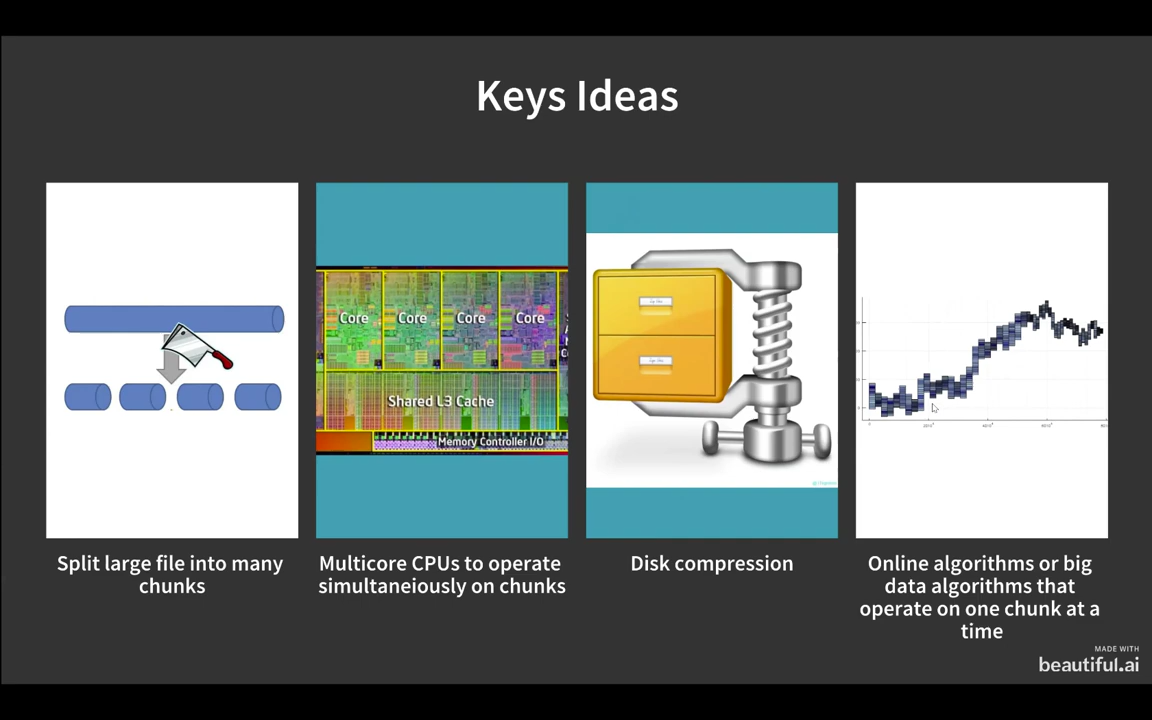 Keys Ideas
Core Core Core Core
Shared L3 Cache
Memory Controller I/O
Split large file into many
chunks
Multicore CPUs to operate
simultaneiously on chunks
Disk compression
Online algorithms or big
data algorithms that
operate on one chunk at a
time
MADE WITH
beautiful.ai